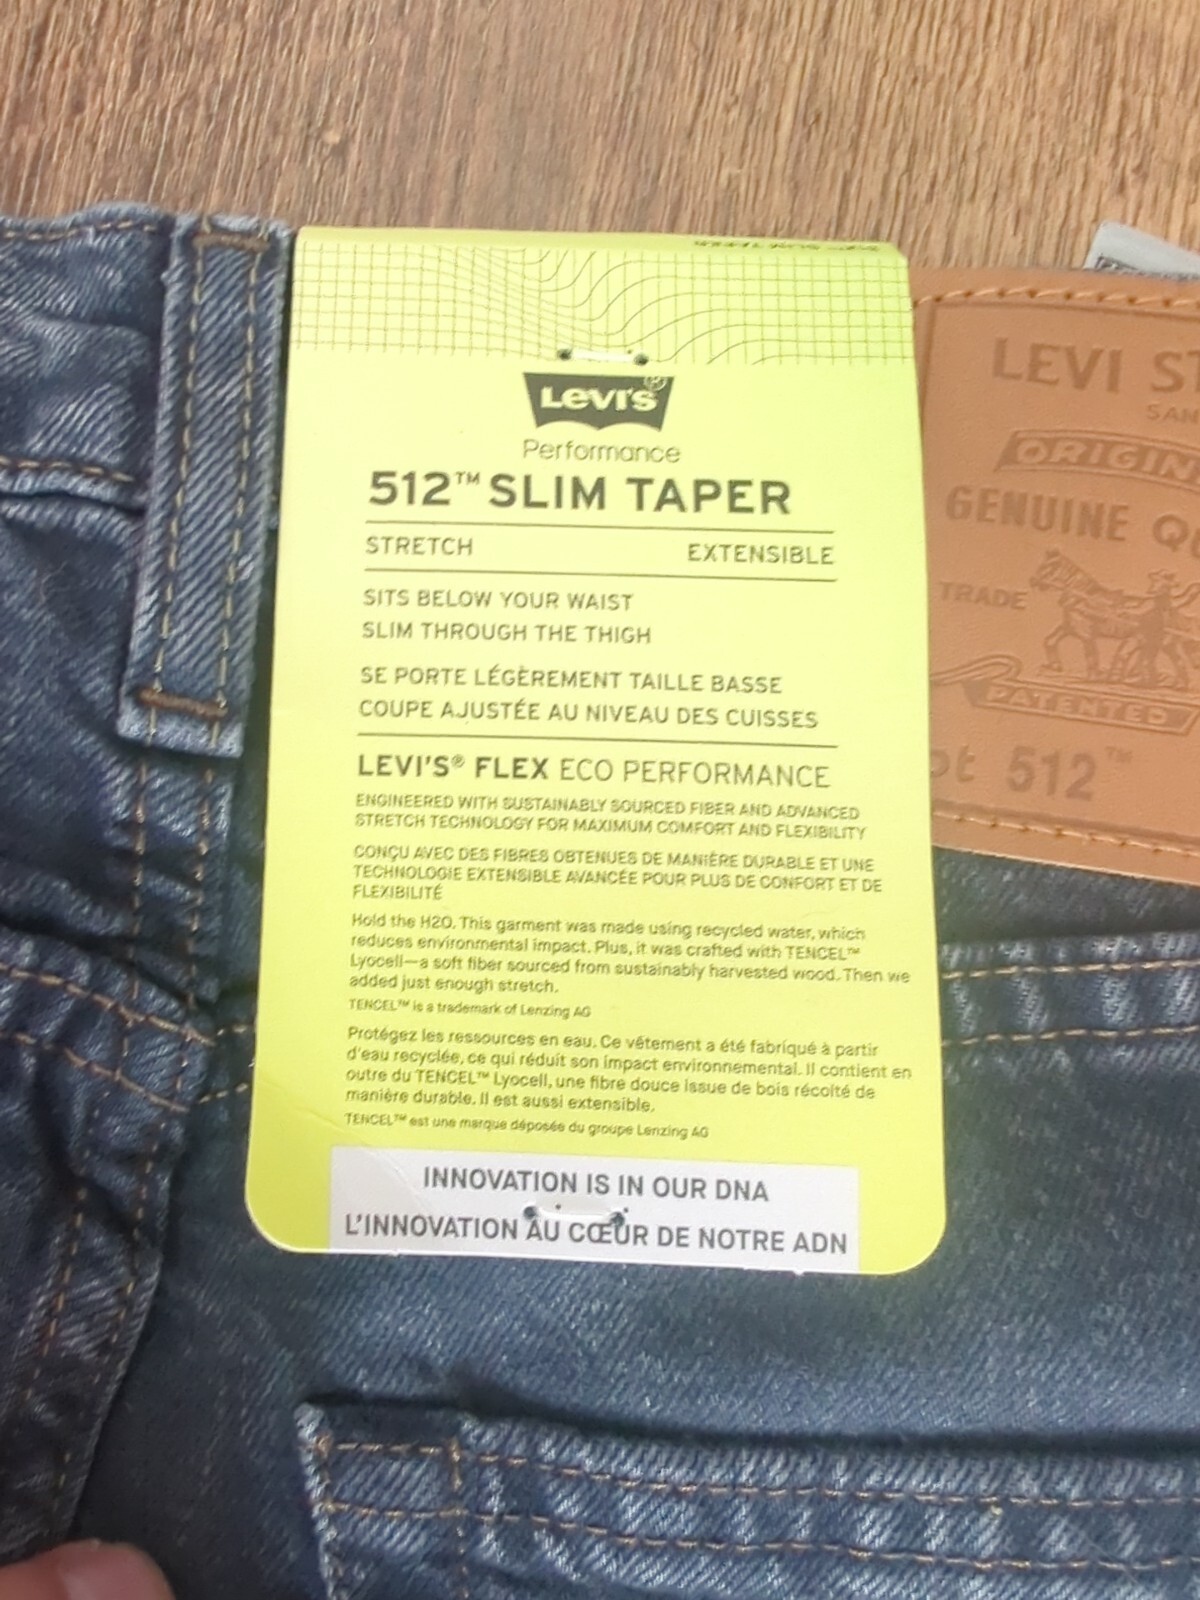 LEVI'S®
Performance
512™ SLIM TAPER
STRETCH EXTENSIBLE
SITS BELOW YOUR WAIST
SLIM THROUGH THE THIGH
SE PORTE LÉGÈREMENT TAILLE BASSE
COUPE AJUSTÉE AU NIVEAU DES CUISSES
LEVI'S® FLEX ECO PERFORMANCE
ENGINEERED WITH SUSTAINABLY SOURCED FIBER AND ADVANCED
STRETCH TECHNOLOGY FOR MAXIMUM COMFORT AND FLEXIBILITY
CONÇU AVEC DES FIBRES OBTENUES DE MANIÈRE DURABLE ET UNE
TECHNOLOGIE EXTENSIBLE AVANCÉE POUR PLUS DE CONFORT ET DE
FLEXIBILITÉ
Hold the H2O. This garment was made using recycled water, which
reduces environmental impact. Plus, it was crafted with TENCEL™
Lyocell—a soft fiber sourced from sustainably harvested wood. Then we
added just enough stretch.
TENCEL™ is a trademark of Lenzing AG
Protégez les ressources en eau. Ce vêtement a été fabriqué à partir
d'eau recyclée, ce qui réduit son impact environnemental. Il contient en
outre du TENCEL™ Lyocell, une fibre douce issue de bois récolté de
manière durable. Il est aussi extensible.
TENCEL™ est une marque déposée du groupe Lenzing AG
INNOVATION IS IN OUR DNA
L'INNOVATION AU CŒUR DE NOTRE ADN
LEVI ST
SAN
ORIGIN
GENUINE QU
TRADE
PATENTED
ot 512™